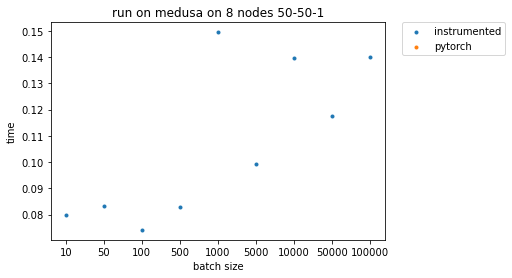 run on medusa on 8 nodes 50-50-1
instrumented
pytorch
0.15
0.14
0.13
0.12
0.11
0.10
0.09
0.08
time
10 50 100 500 1000 5000 10000 50000 100000
batch size